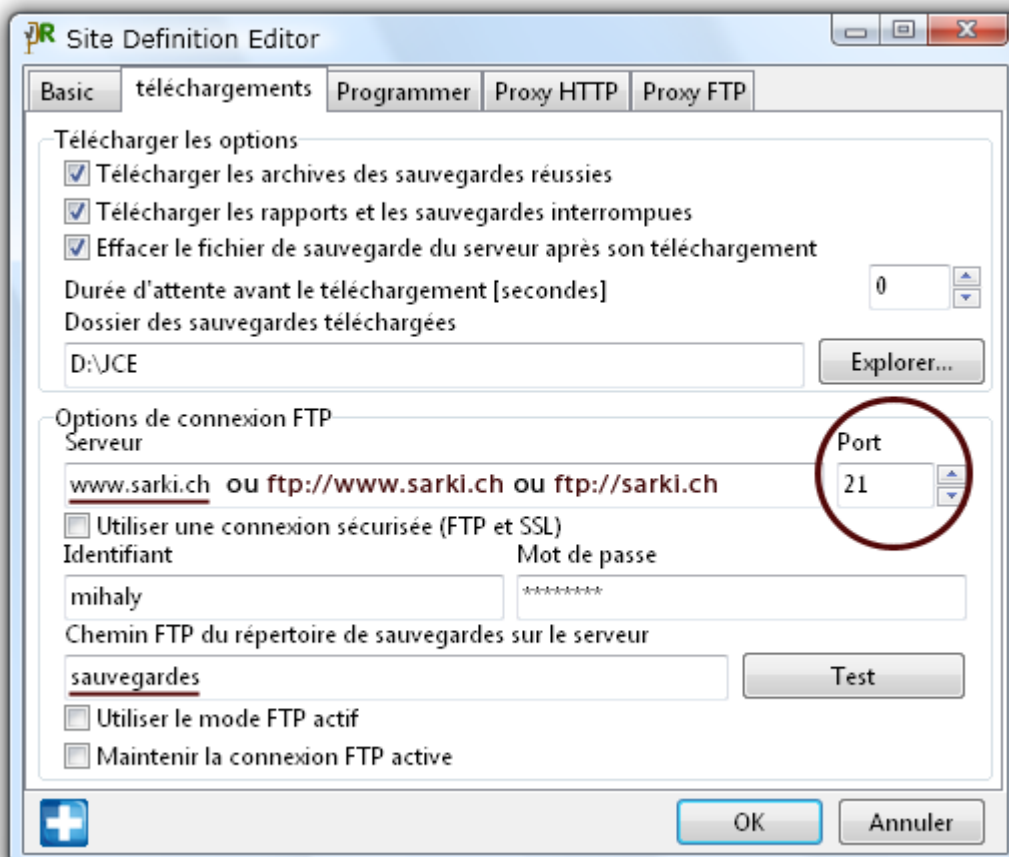 Site Definition Editor
Basic téléchargements Programmer Proxy HTTP Proxy FTP
Télécharger les options
Télécharger les archives des sauvegardes réussies
Télécharger les rapports et les sauvegardes interrompues
Effacer le fichier de sauvegarde du serveur après son téléchargement
Durée d'attente avant le téléchargement [secondes] 0
Dossier des sauvegardes téléchargées
D:\JCE Explorer...
Options de connexion FTP
Serveur Port
www.sarki.ch ou ftp://www.sarki.ch ou ftp://sarki.ch 21
Utiliser une connexion sécurisée (FTP et SSL)
Identifiant Mot de passe
mihaly ********
Chemin FTP du répertoire de sauvegardes sur le serveur
sauvegardes Test
Utiliser le mode FTP actif
Maintenir la connexion FTP active
OK Annuler